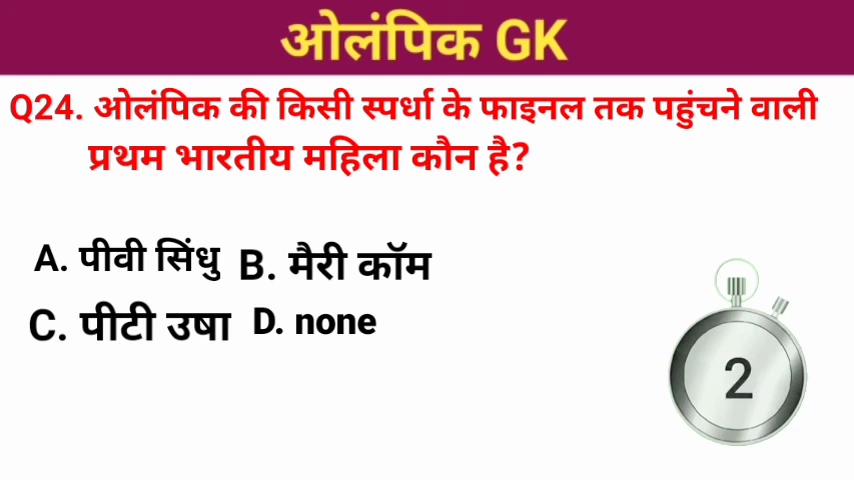 ओलंपिक GK
Q24. ओलंपिक की किसी स्पर्धा के फाइनल तक पहुंचने वाली
प्रथम भारतीय महिला कौन है?
A. पीवी सिंधु B. मैरी कॉम
C. पीटी उषा D. none
2